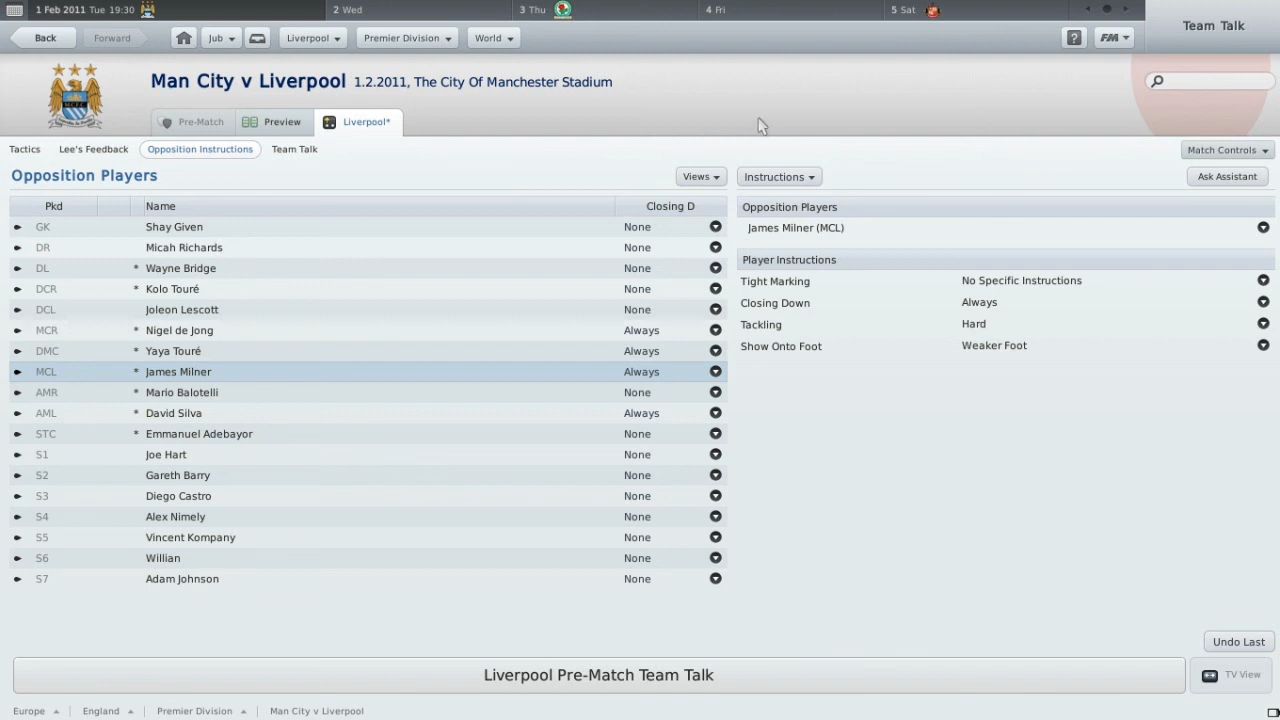 1 Feb 2011 Tue 19:30 2 Wed 3 Thu 4 Fri 5 Sat
Team Talk
Back Forward Job Liverpool Premier Division World ? FM
Man City v Liverpool 1.2.2011, The City Of Manchester Stadium
Pre-Match Preview Liverpool*
Tactics Lee's Feedback Opposition Instructions Team Talk Match Controls
Opposition Players Views Instructions Ask Assistant
Pkd Name Closing D
GK Shay Given None
DR Micah Richards None
DL * Wayne Bridge None
DCR * Kolo Touré None
DCL Joleon Lescott None
MCR * Nigel de Jong Always
DMC * Yaya Touré Always
MCL * James Milner Always
AMR * Mario Balotelli None
AML * David Silva Always
STC * Emmanuel Adebayor None
S1 Joe Hart None
S2 Gareth Barry None
S3 Diego Castro None
S4 Alex Nimely None
S5 Vincent Kompany None
S6 Willian None
S7 Adam Johnson None
Opposition Players
James Milner (MCL)
Player Instructions
Tight Marking No Specific Instructions
Closing Down Always
Tackling Hard
Show Onto Foot Weaker Foot
Undo Last
Liverpool Pre-Match Team Talk TV View
Europe England Premier Division Man City v Liverpool